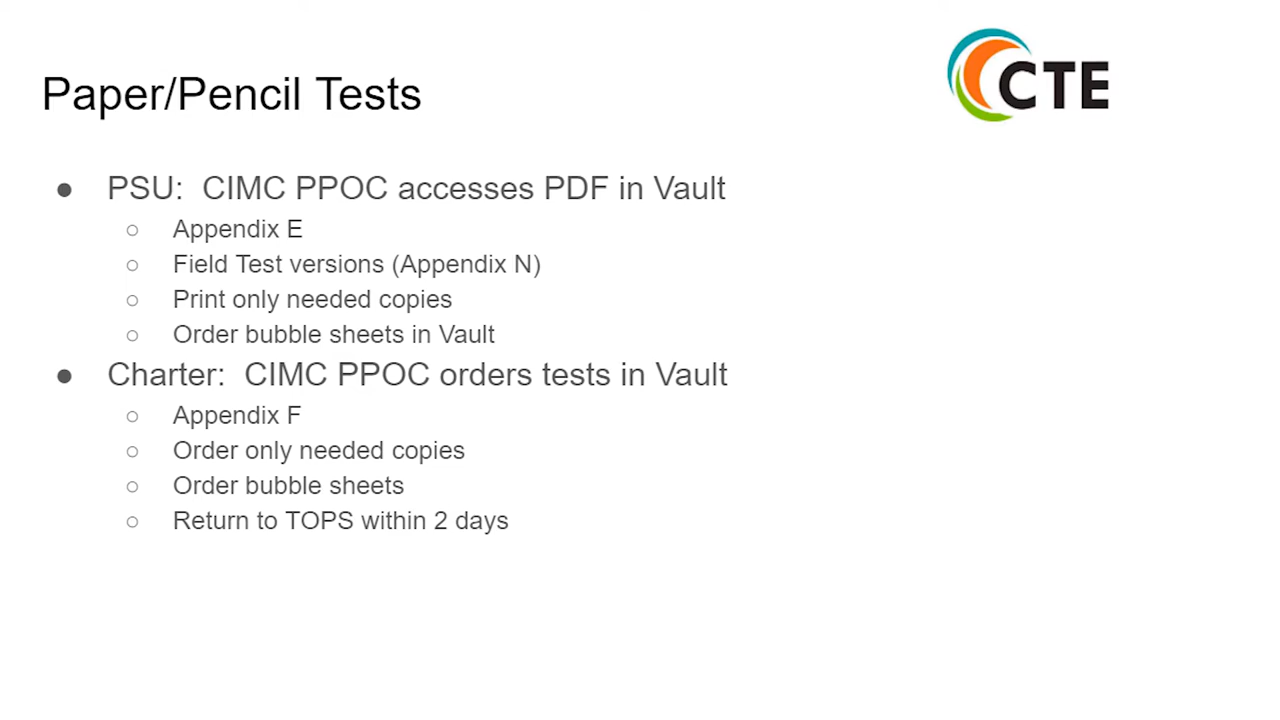 CTE
Paper/Pencil Tests
● PSU: CIMC PPOC accesses PDF in Vault
○ Appendix E
○ Field Test versions (Appendix N)
○ Print only needed copies
○ Order bubble sheets in Vault
● Charter: CIMC PPOC orders tests in Vault
○ Appendix F
○ Order only needed copies
○ Order bubble sheets
○ Return to TOPS within 2 days